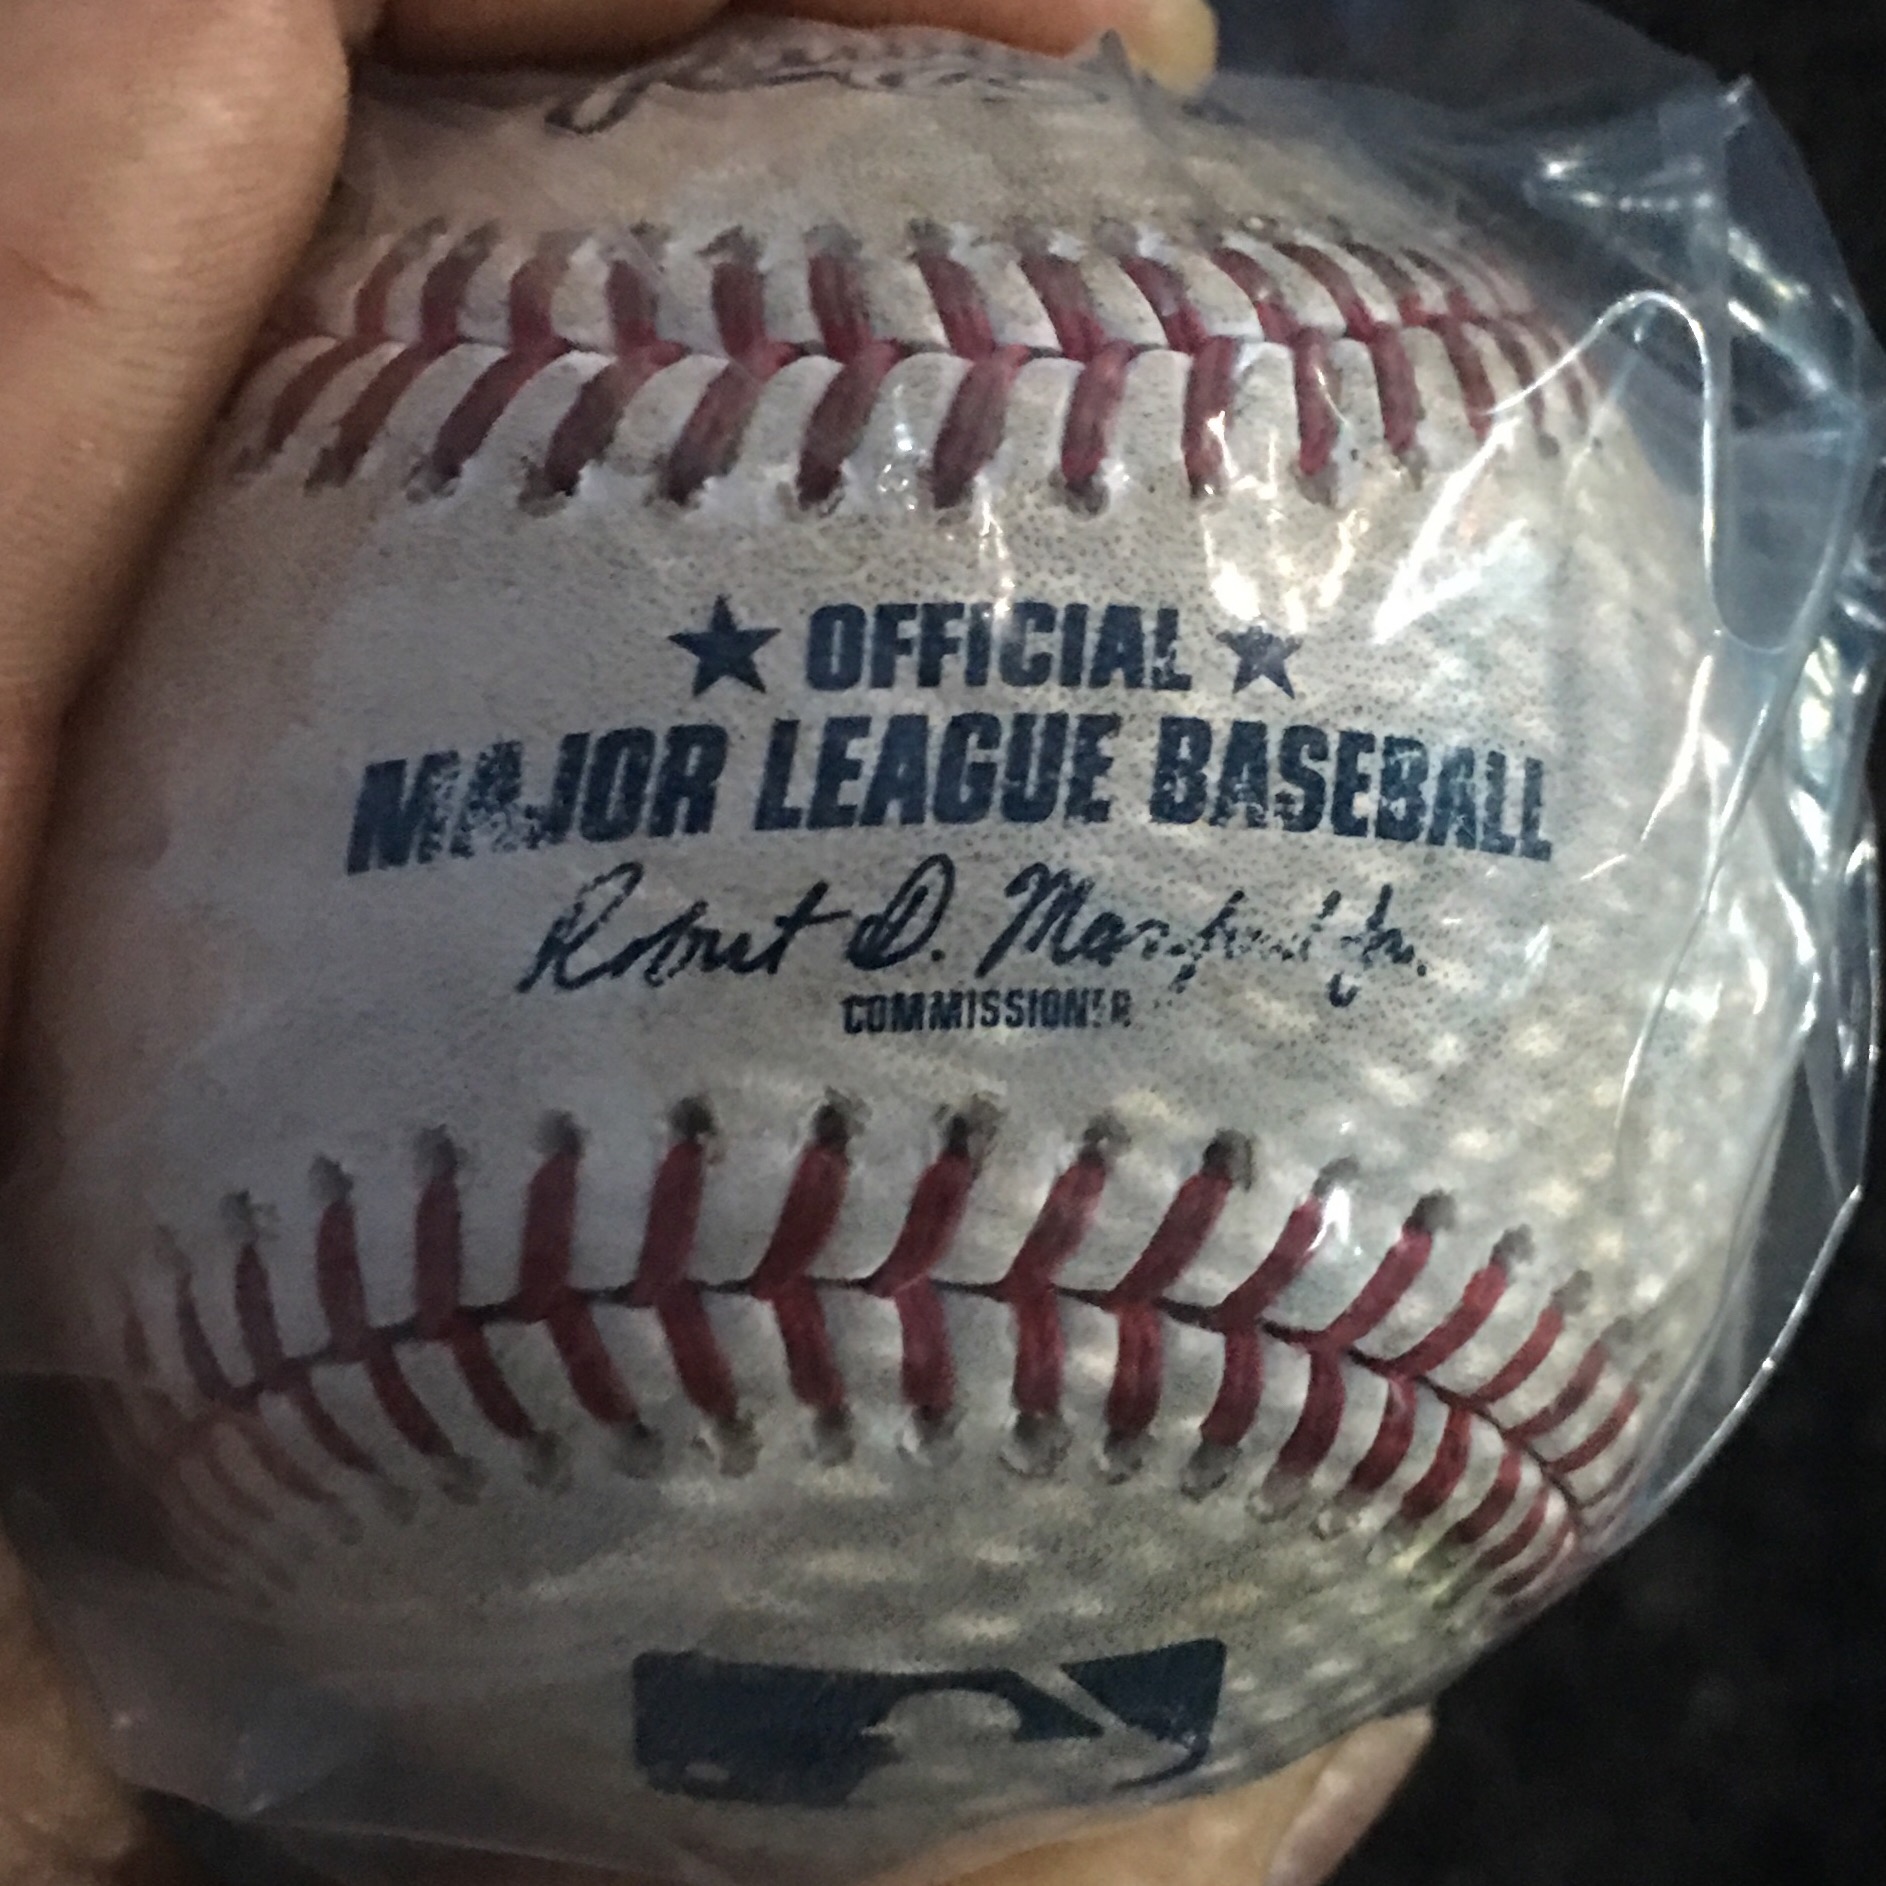 OFFICIAL
MAJOR LEAGUE BASEBALL
Robert D. Manfred Jr.
COMMISSIONER